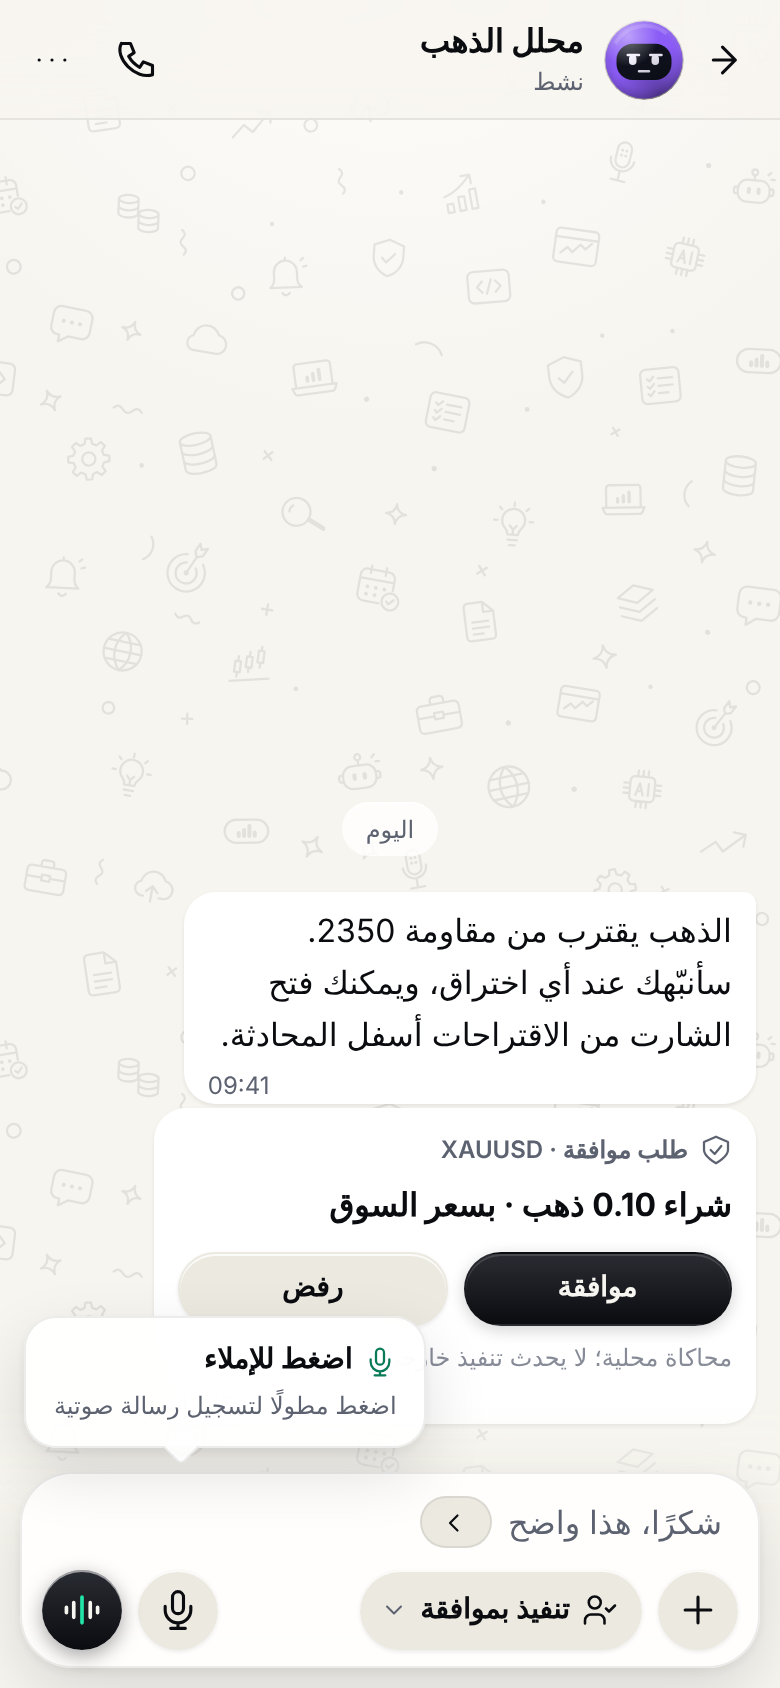 محلل الذهب
نشط
اليوم
الذهب يقترب من مقاومة 2350.
سأنبّهك عند أي اختراق، ويمكنك فتح
الشارت من الاقتراحات أسفل المحادثة.
09:41
طلب موافقة · XAUUSD
شراء 0.10 ذهب · بسعر السوق
موافقة
رفض
محاكاة محلية؛ لا يحدث تنفيذ
اضغط للإملاء
اضغط مطولًا لتسجيل رسالة صوتية
شكرًا، هذا واضح
تنفيذ بموافقة